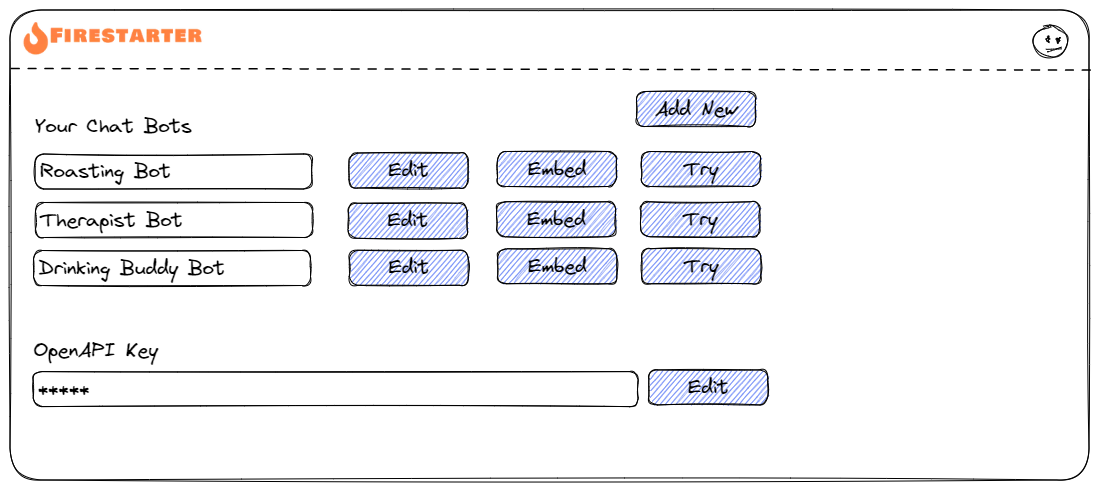 FIRESTARTER
Add New
Your Chat Bots
Roasting Bot Edit Embed Try
Therapist Bot Edit Embed Try
Drinking Buddy Bot Edit Embed Try
OpenAPI Key
***** Edit